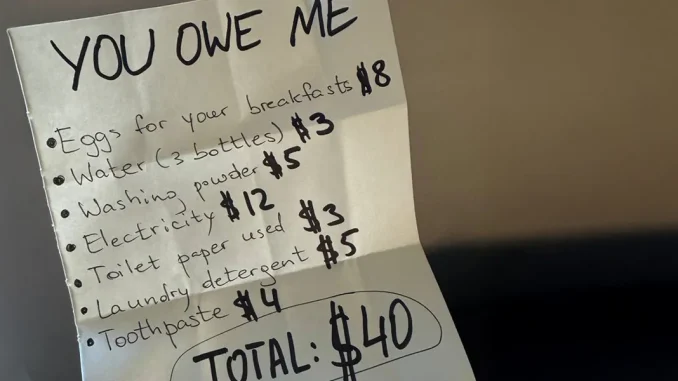 YOU OWE ME
• Eggs for your breakfasts $8
• Water (3 bottles) $3
• Washing powder $5
• Electricity $12
• Toilet paper used $3
• Laundry detergent $5
• Toothpaste $4
TOTAL: $40